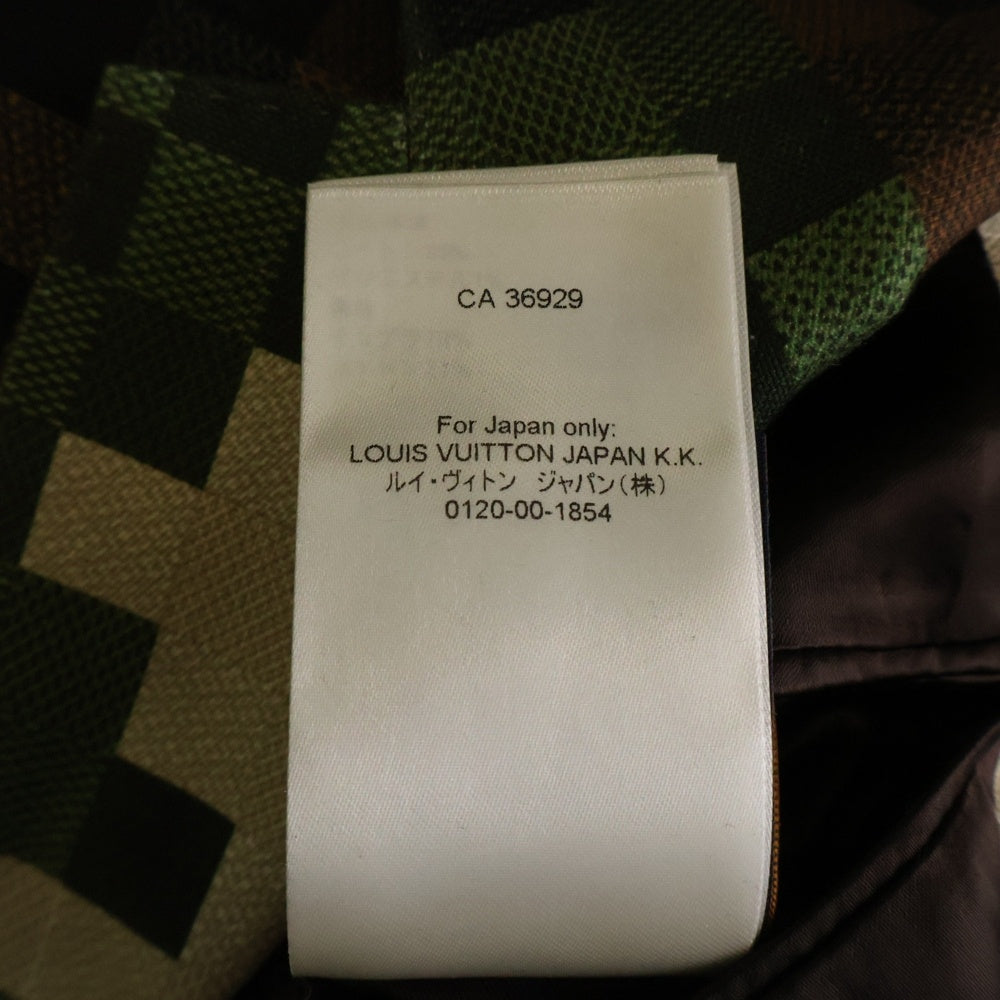 CA 36929
For Japan only:
LOUIS VUITTON JAPAN K.K.
ルイ・ヴィトン ジャパン(株)
0120-00-1854